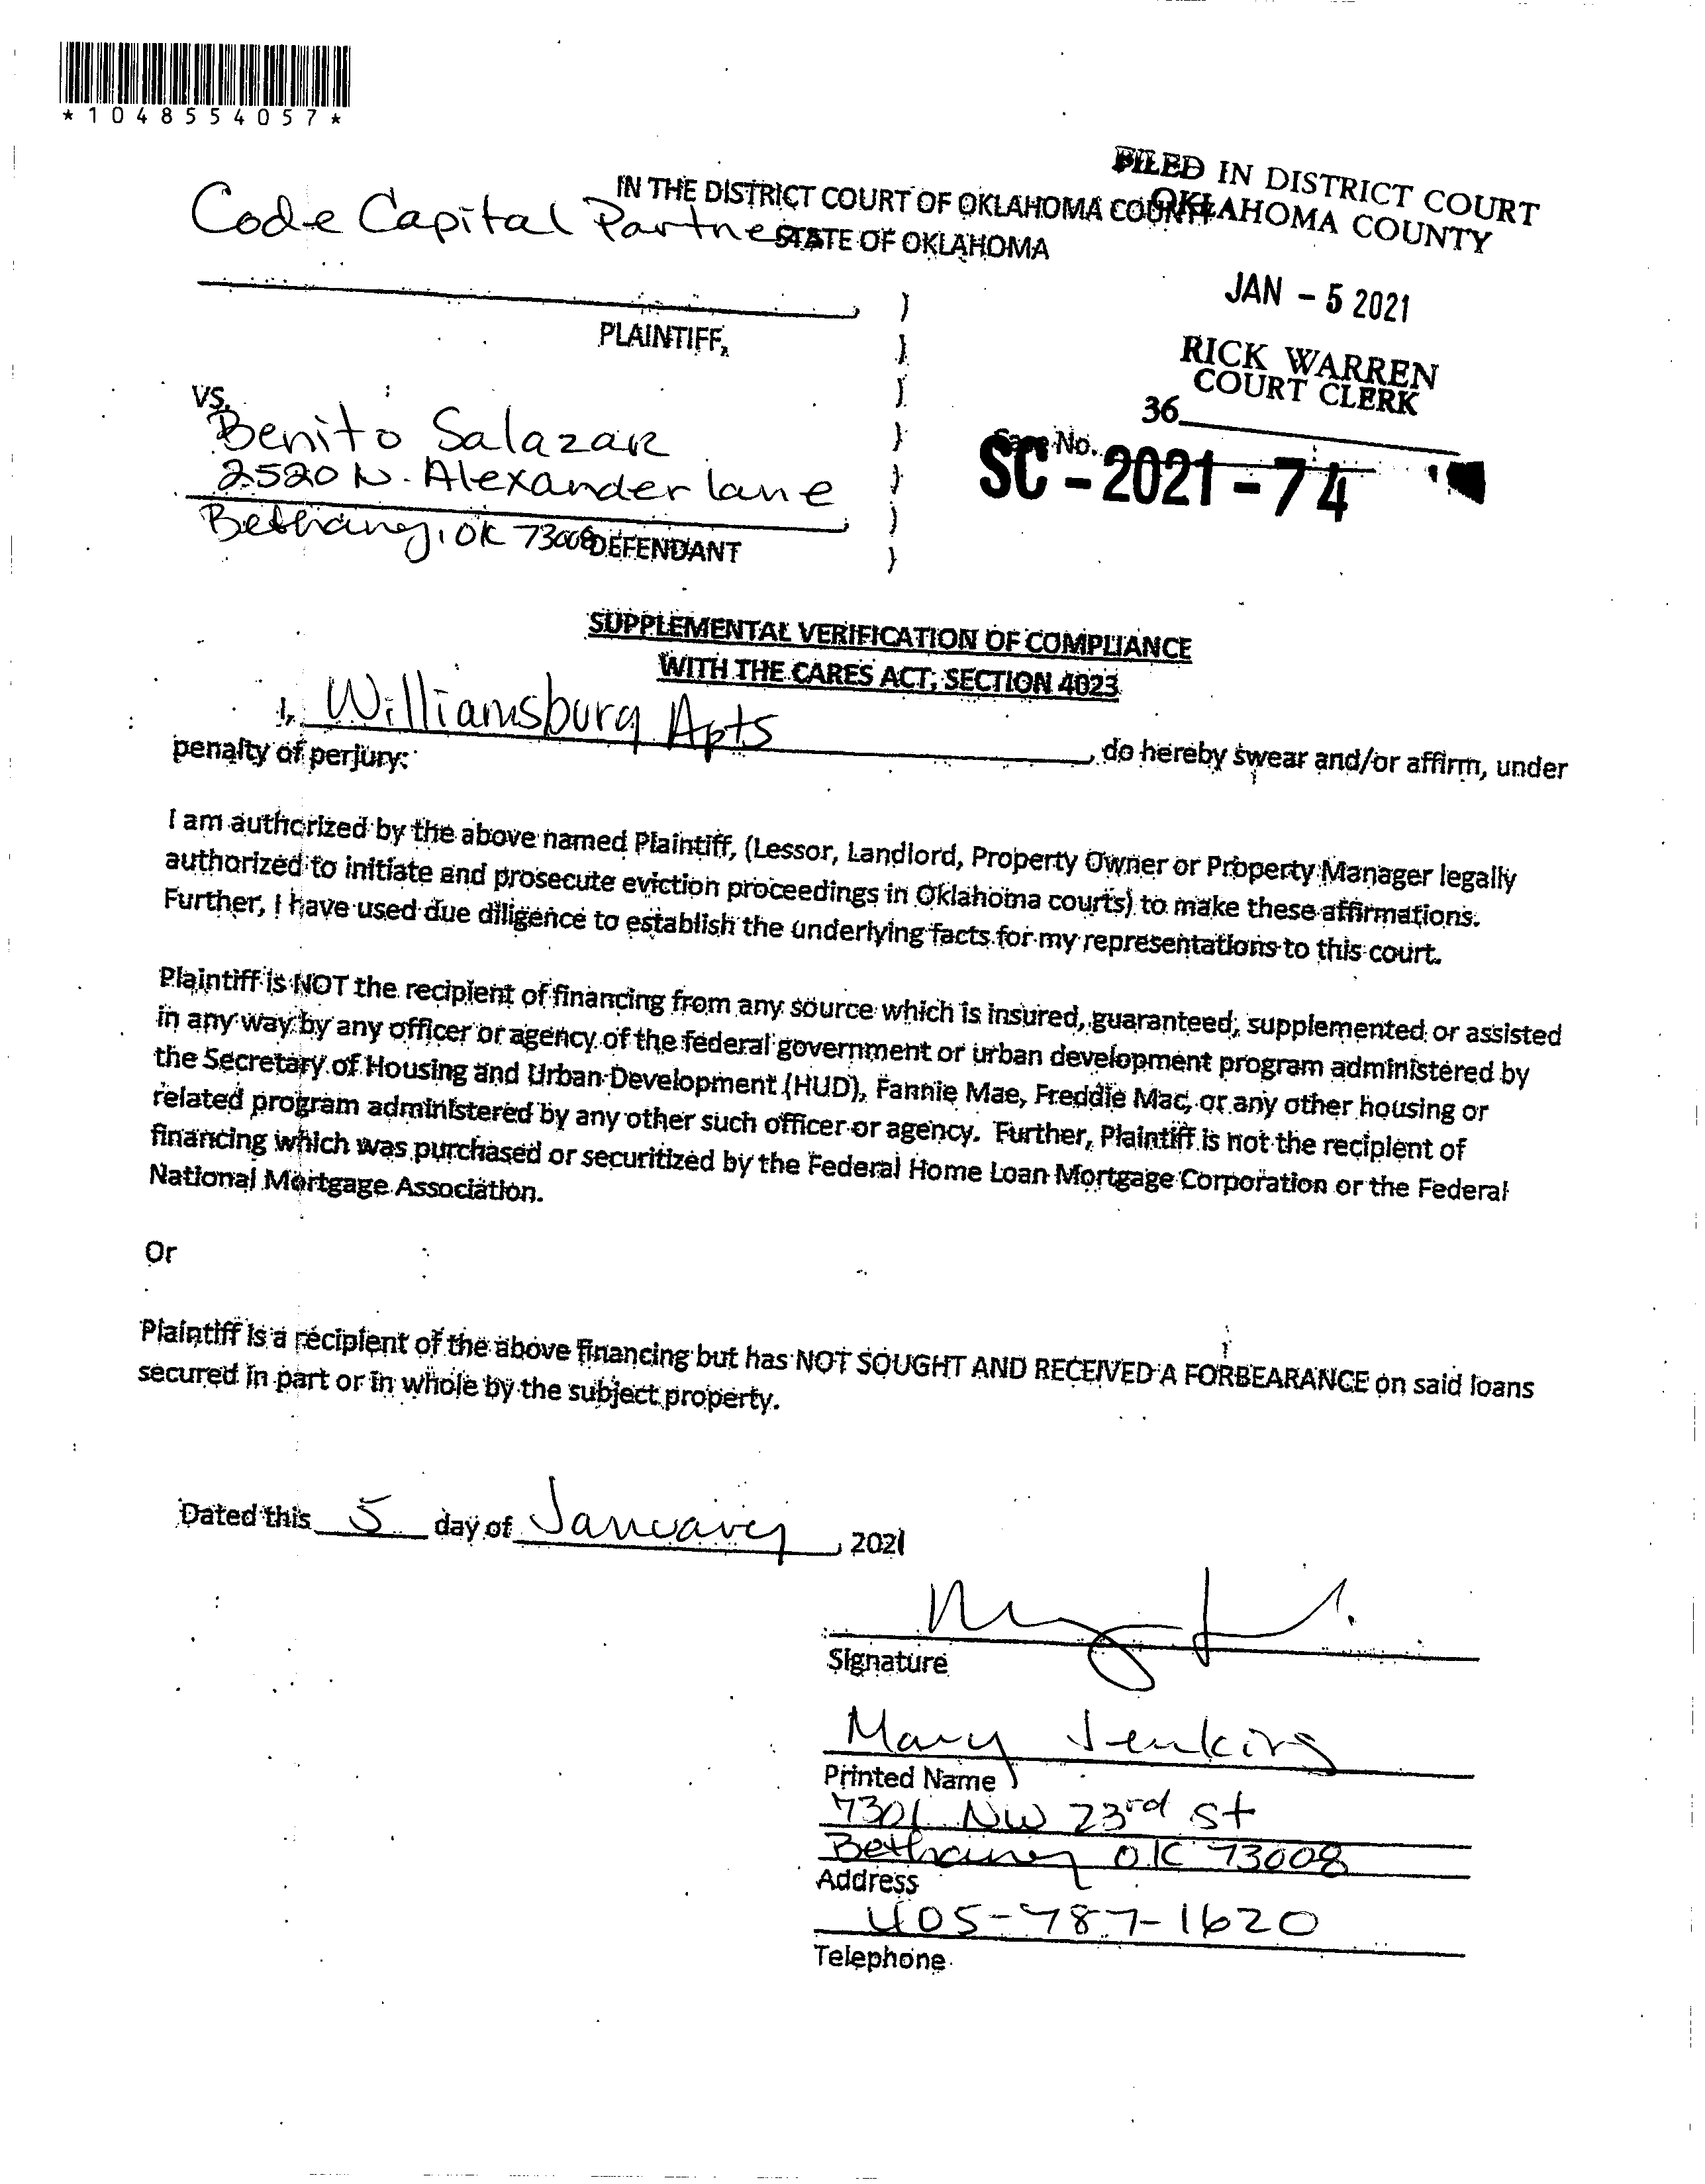 *1048554057*
FILED IN DISTRICT COURT
OKLAHOMA COUNTY
IN THE DISTRICT COURT OF OKLAHOMA COUNTY
STATE OF OKLAHOMA
Code Capital Partners
JAN - 5 2021
PLAINTIFF,
RICK WARREN
COURT CLERK
36
vs.
Case No.
SC - 2021 - 74
Benito Salazar
2520 N. Alexander lane
Bethany, OK 73008
DEFENDANT
SUPPLEMENTAL VERIFICATION OF COMPLIANCE
WITH THE CARES ACT, SECTION 4023
I, Williamsburg Apts, do hereby swear and/or affirm, under
penalty of perjury:
I am authorized by the above named Plaintiff, (Lessor, Landlord, Property Owner or Property Manager legally
authorized to initiate and prosecute eviction proceedings in Oklahoma courts) to make these affirmations.
Further, I have used due diligence to establish the underlying facts for my representations to this court.
Plaintiff is NOT the recipient of financing from any source which is insured, guaranteed, supplemented or assisted
in any way by any officer or agency of the federal government or urban development program administered by
the Secretary of Housing and Urban Development (HUD), Fannie Mae, Freddie Mac, or any other housing or
related program administered by any other such officer or agency. Further, Plaintiff is not the recipient of
financing which was purchased or securitized by the Federal Home Loan Mortgage Corporation or the Federal
National Mortgage Association.
Or
Plaintiff is a recipient of the above financing but has NOT SOUGHT AND RECEIVED A FORBEARANCE on said loans
secured in part or in whole by the subject property.
Dated this 5 day of January, 2021
Signature
Mary Jenkins
Printed Name
7301 NW 23rd St
Bethany OK 73008
Address
405-787-1620
Telephone